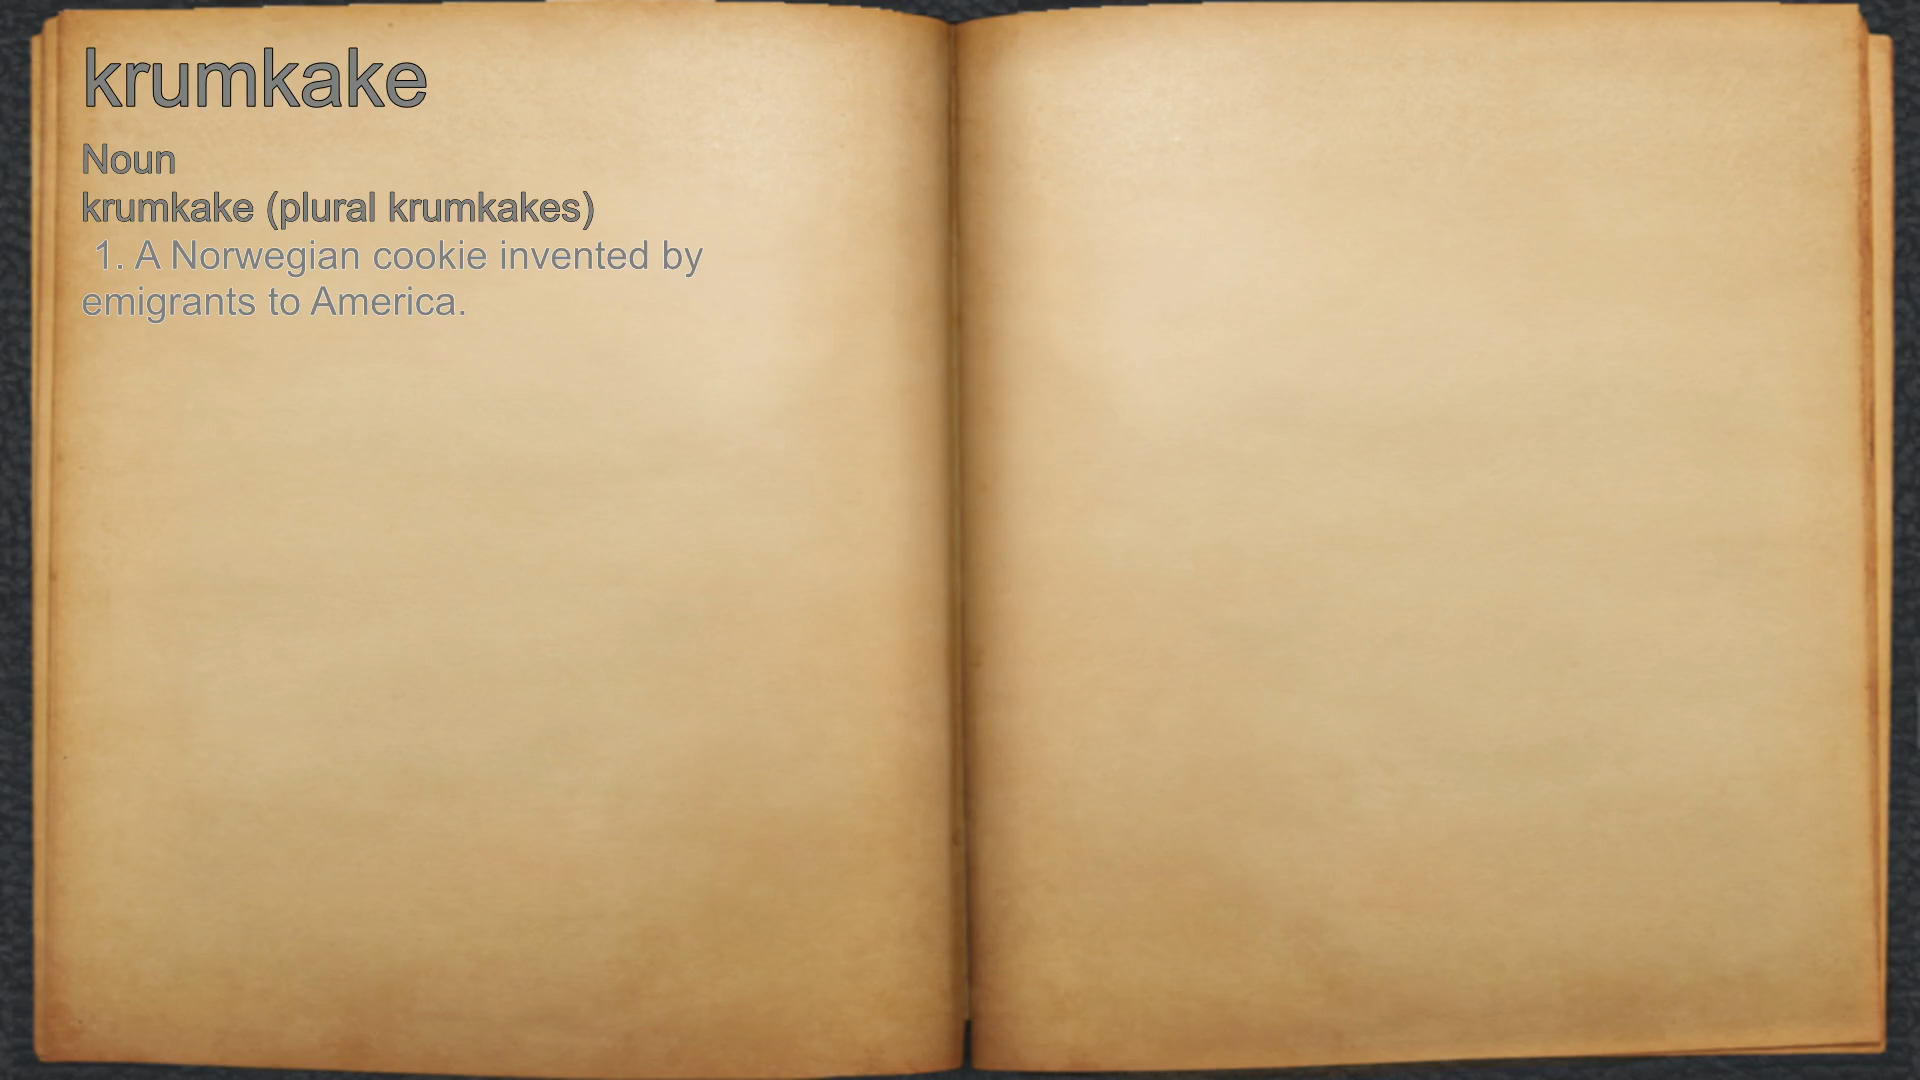 krumkake
Noun
krumkake (plural krumkakes)
1. A Norwegian cookie invented by
emigrants to America.